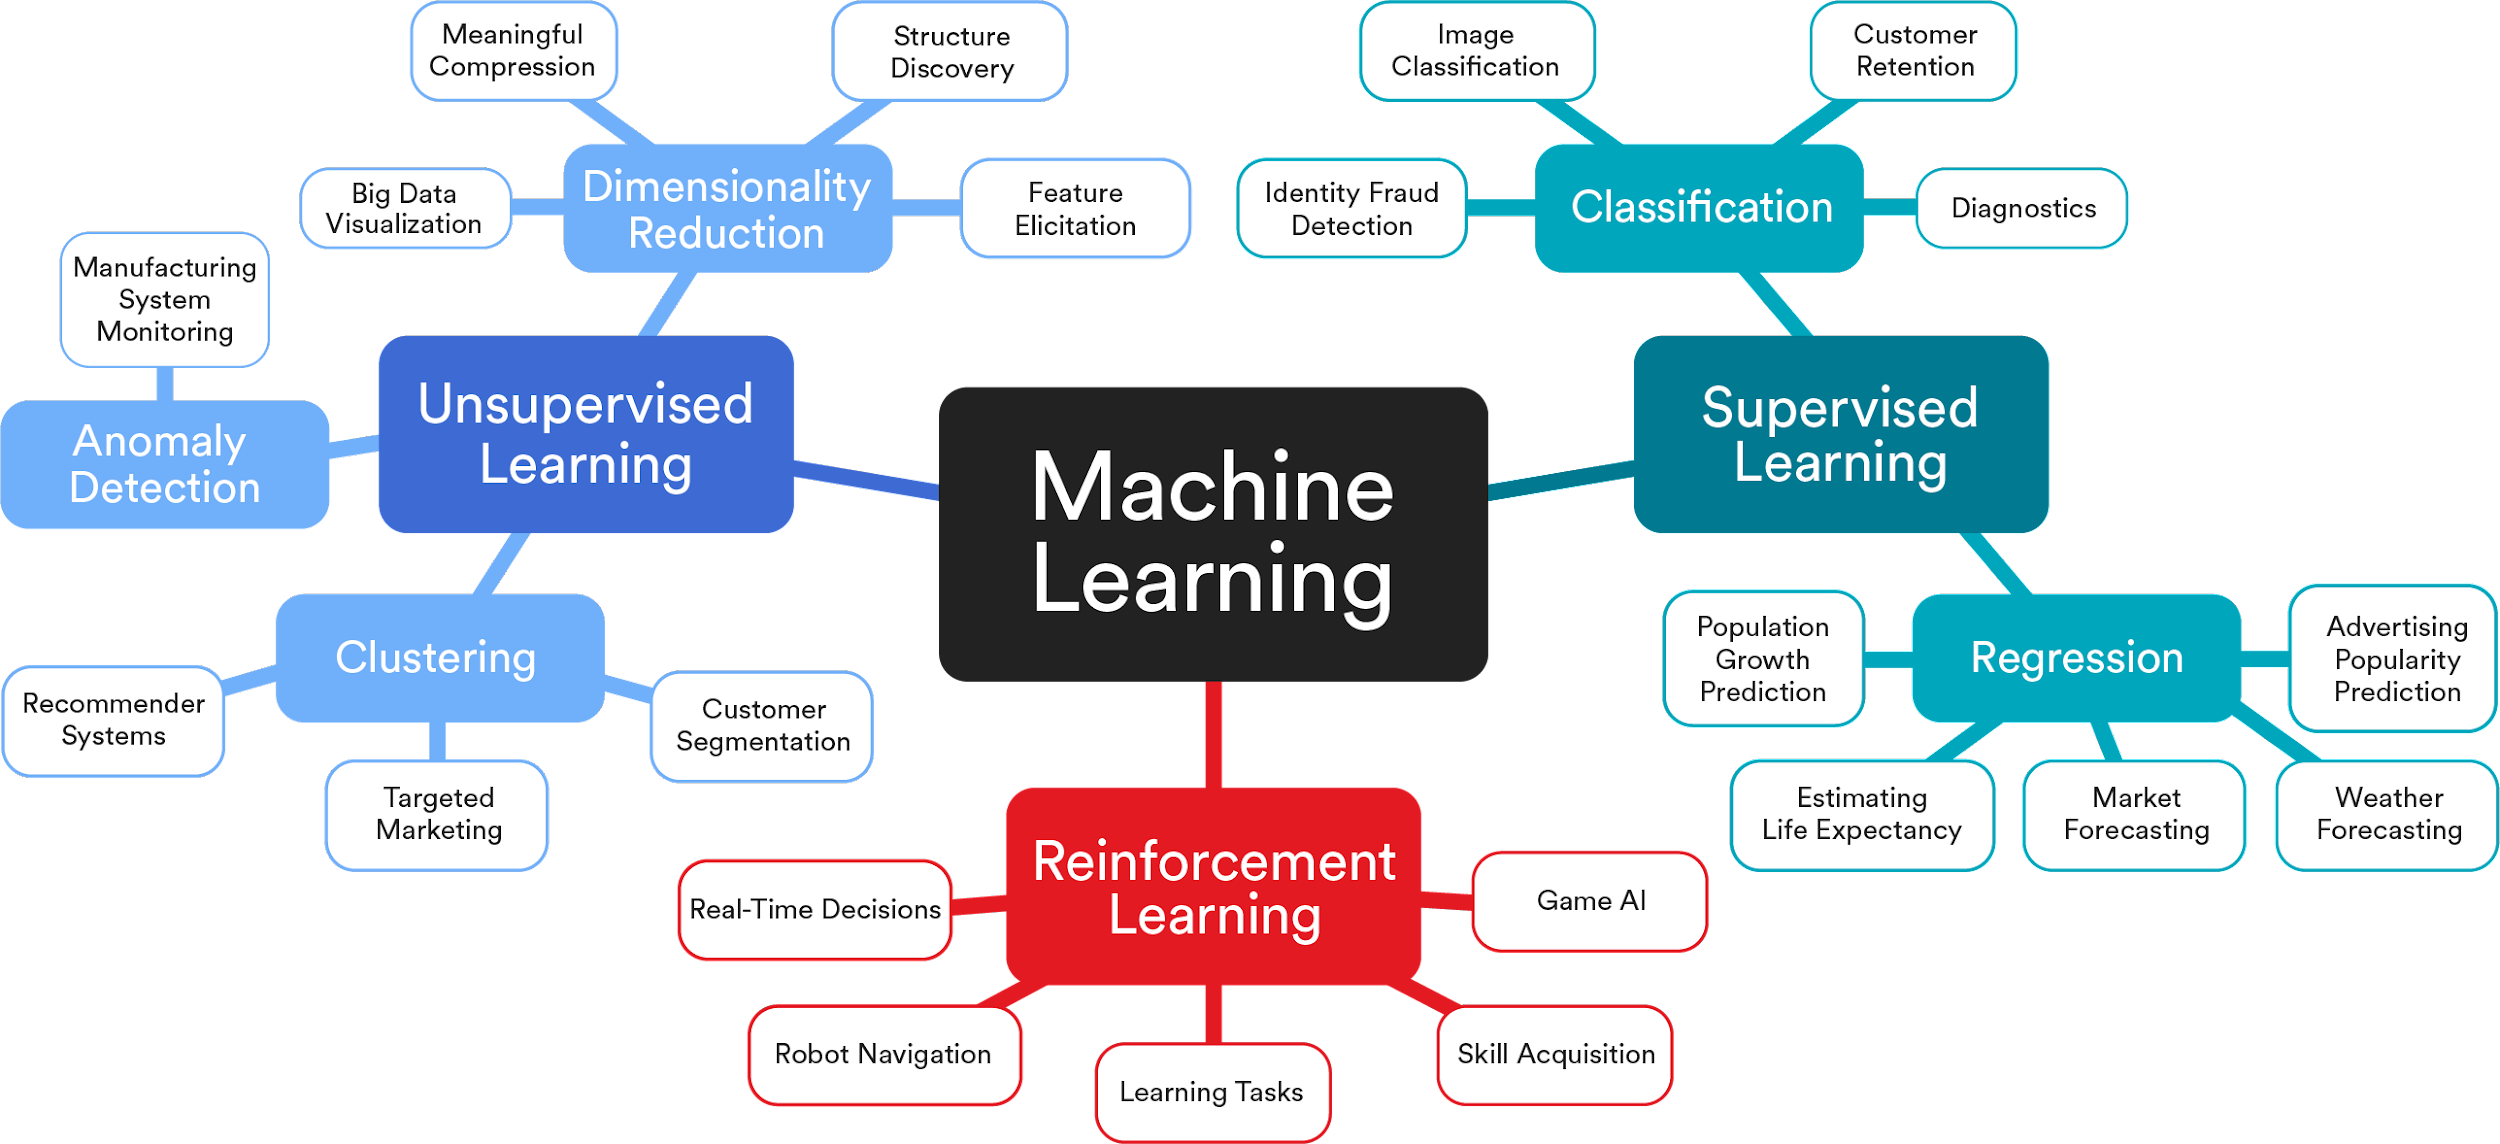 Meaningful
Compression
Structure
Discovery
Big Data
Visualization
Dimensionality
Reduction
Feature
Elicitation
Manufacturing
System
Monitoring
Anomaly
Detection
Unsupervised
Learning
Clustering
Recommender
Systems
Targeted
Marketing
Customer
Segmentation
Machine
Learning
Image
Classification
Customer
Retention
Identity Fraud
Detection
Classification
Diagnostics
Supervised
Learning
Population
Growth
Prediction
Regression
Advertising
Popularity
Prediction
Estimating
Life Expectancy
Market
Forecasting
Weather
Forecasting
Reinforcement
Learning
Real-Time Decisions
Game AI
Robot Navigation
Learning Tasks
Skill Acquisition